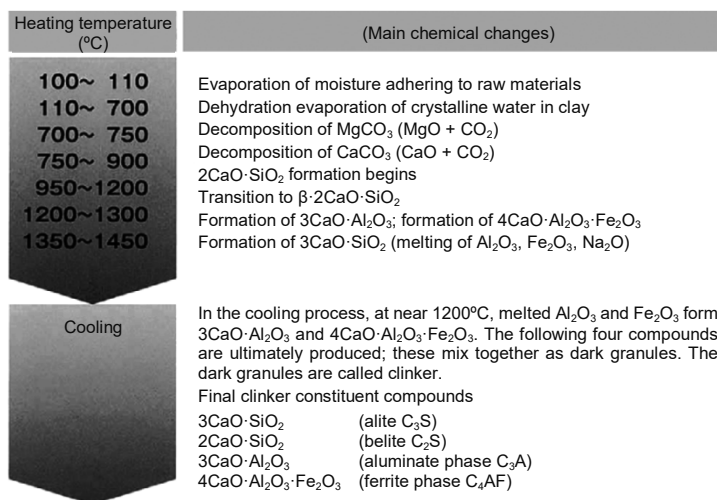 Heating temperature
(ºC)
(Main chemical changes)
100~ 110
Evaporation of moisture adhering to raw materials
110~ 700
Dehydration evaporation of crystalline water in clay
700~ 750
Decomposition of MgCO₃ (MgO + CO₂)
750~ 900
Decomposition of CaCO₃ (CaO + CO₂)
2CaO·SiO₂ formation begins
950~1200
Transition to β·2CaO·SiO₂
1200~1300
Formation of 3CaO·Al₂O₃; formation of 4CaO·Al₂O₃·Fe₂O₃
1350~1450
Formation of 3CaO·SiO₂ (melting of Al₂O₃, Fe₂O₃, Na₂O)
Cooling
In the cooling process, at near 1200ºC, melted Al₂O₃ and Fe₂O₃ form
3CaO·Al₂O₃ and 4CaO·Al₂O₃·Fe₂O₃. The following four compounds
are ultimately produced; these mix together as dark granules. The
dark granules are called clinker.
Final clinker constituent compounds
3CaO·SiO₂ (alite C₃S)
2CaO·SiO₂ (belite C₂S)
3CaO·Al₂O₃ (aluminate phase C₃A)
4CaO·Al₂O₃·Fe₂O₃ (ferrite phase C₄AF)